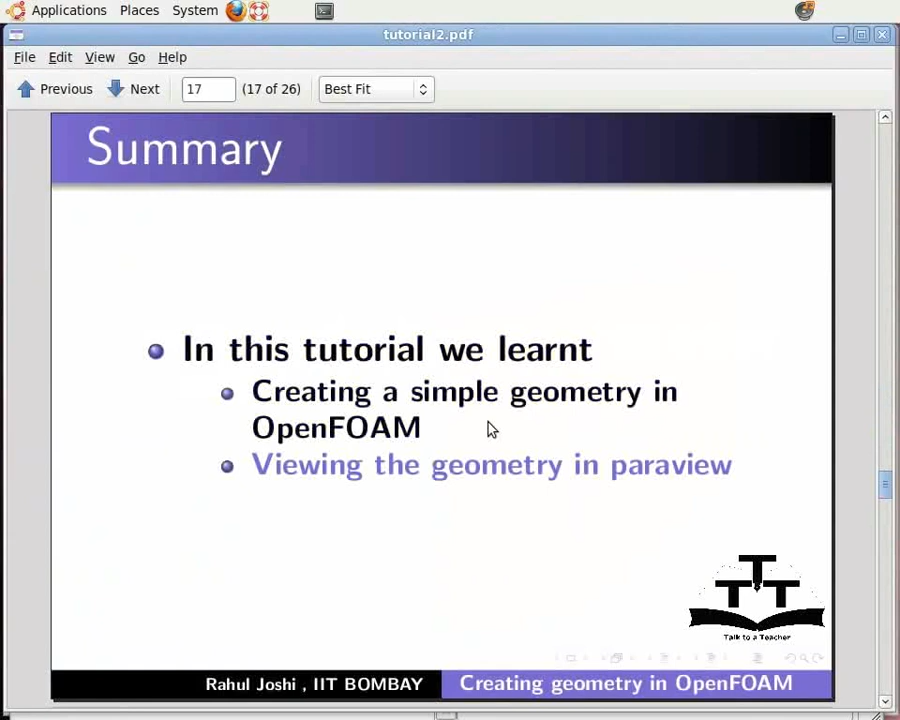 Applications Places System
tutorial2.pdf
File Edit View Go Help
Previous Next 17 (17 of 26) Best Fit
Summary
In this tutorial we learnt
Creating a simple geometry in
OpenFOAM
Viewing the geometry in paraview
T
T T
Talk to a Teacher
Rahul Joshi , IIT BOMBAY Creating geometry in OpenFOAM